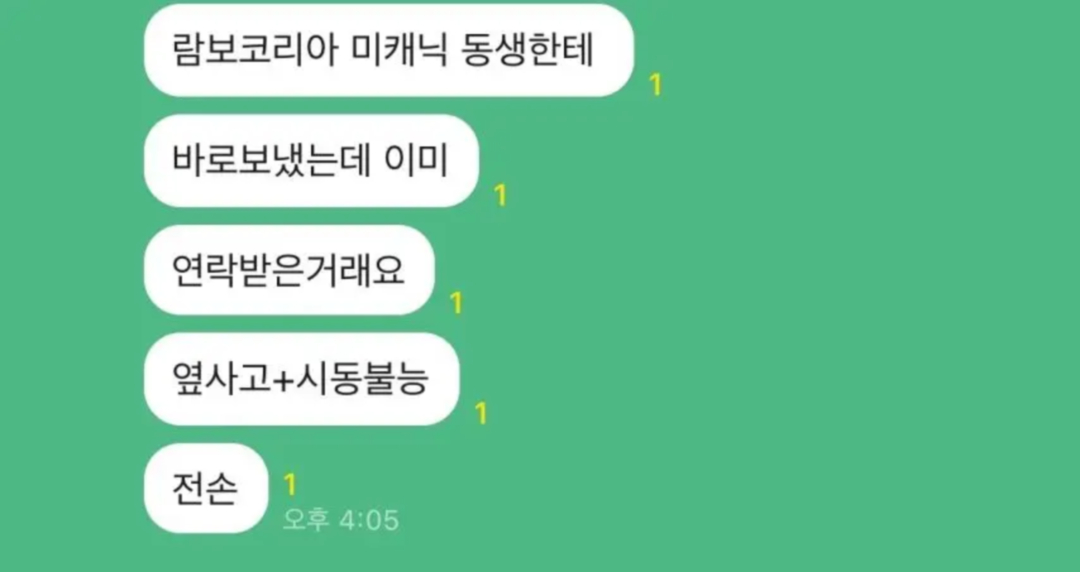 람보코리아 미캐닉 동생한테
1
바로보냈는데 이미
1
연락받은거래요
1
옆사고+시동불능
1
전손
1
오후 4:05